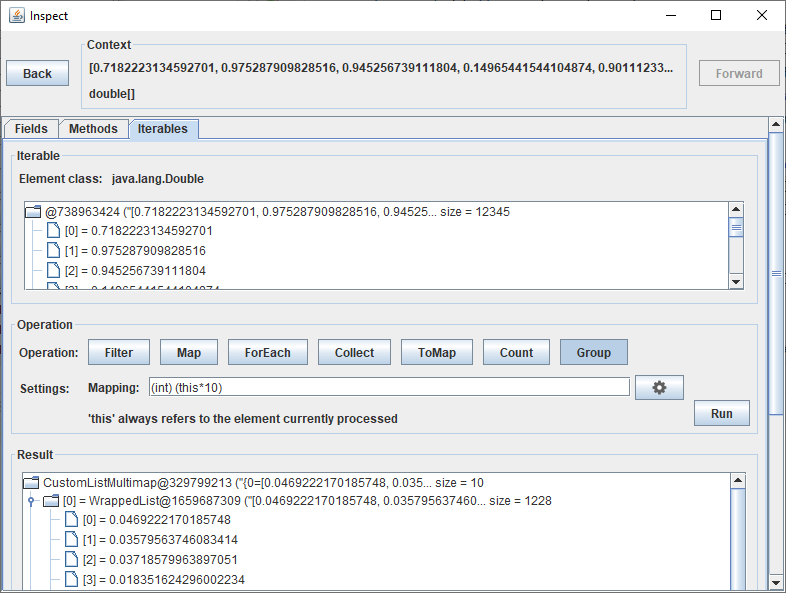 Inspect
Context
Back
[0.7182223134592701, 0.975287909828516, 0.945256739111804, 0.14965441544104874, 0.90111233...
Forward
double[]
Fields Methods Iterables
Iterable
Element class: java.lang.Double
@738963424 ("[0.7182223134592701, 0.975287909828516, 0.94525... size = 12345
[0] = 0.7182223134592701
[1] = 0.975287909828516
[2] = 0.945256739111804
[3] = 0.14965441544104874
Operation
Operation: Filter Map ForEach Collect ToMap Count Group
Settings: Mapping: (int) (this*10)
'this' always refers to the element currently processed
Run
Result
CustomListMultimap@329799213 ("{0=[0.0469222170185748, 0.035... size = 10
[0] = WrappedList@1659687309 ("[0.0469222170185748, 0.035795637460... size = 1228
[0] = 0.0469222170185748
[1] = 0.03579563746083414
[2] = 0.03718579963897051
[3] = 0.018351624296002234